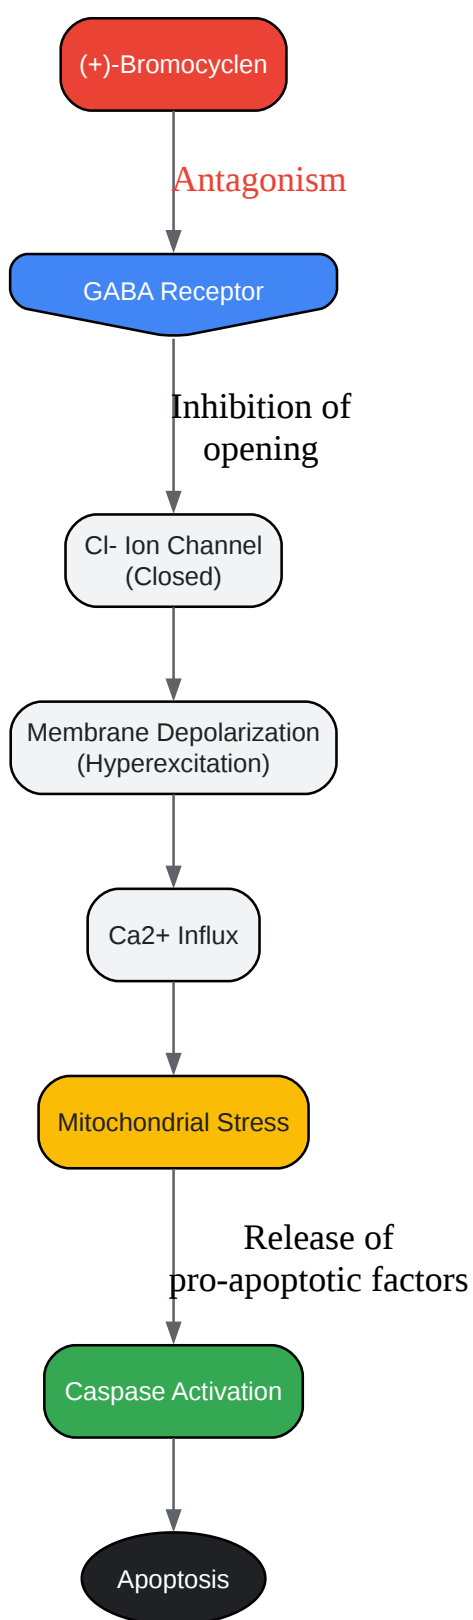 (+)-Bromocyclen
Antagonism
GABA Receptor
Inhibition of
opening
Cl- Ion Channel
(Closed)
Membrane Depolarization
(Hyperexcitation)
Ca2+ Influx
Mitochondrial Stress
Release of
pro-apoptotic factors
Caspase Activation
Apoptosis